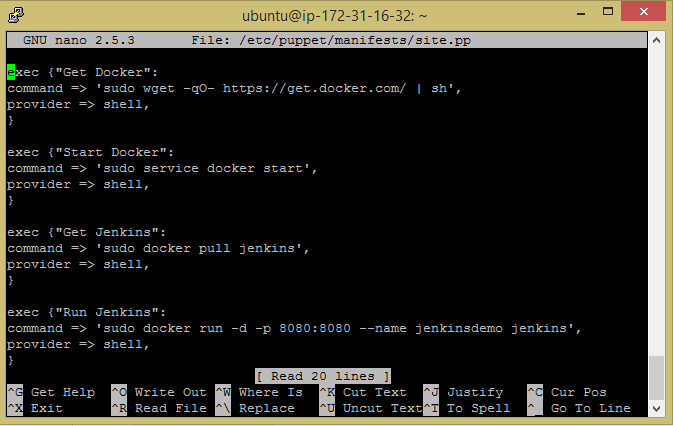 ubuntu@ip-172-31-16-32: ~
GNU nano 2.5.3 File: /etc/puppet/manifests/site.pp
exec {"Get Docker":
command => 'sudo wget -qO- https://get.docker.com/ | sh',
provider => shell,
}
exec {"Start Docker":
command => 'sudo service docker start',
provider => shell,
}
exec {"Get Jenkins":
command => 'sudo docker pull jenkins',
provider => shell,
}
exec {"Run Jenkins":
command => 'sudo docker run -d -p 8080:8080 --name jenkinsdemo jenkins',
provider => shell,
}
[ Read 20 lines ]
^G Get Help ^O Write Out ^W Where Is ^K Cut Text ^J Justify ^C Cur Pos
^X Exit ^R Read File ^\ Replace ^U Uncut Text ^T To Spell ^_ Go To Line